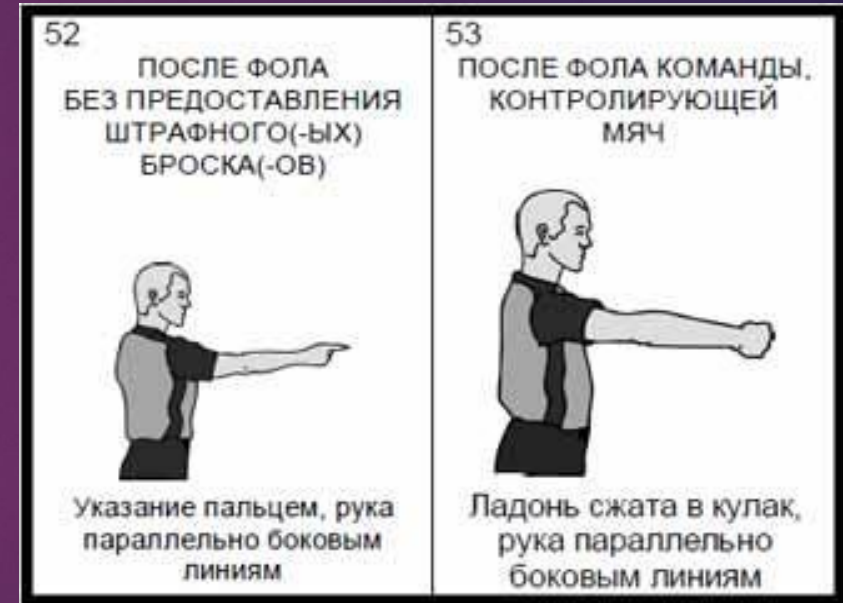 52
ПОСЛЕ ФОЛА
БЕЗ ПРЕДОСТАВЛЕНИЯ
ШТРАФНОГО(-ЫХ)
БРОСКА(-ОВ)
Указание пальцем, рука
параллельно боковым
линиям
53
ПОСЛЕ ФОЛА КОМАНДЫ,
КОНТРОЛИРУЮЩЕЙ
МЯЧ
Ладонь сжата в кулак,
рука параллельно
боковым линиям